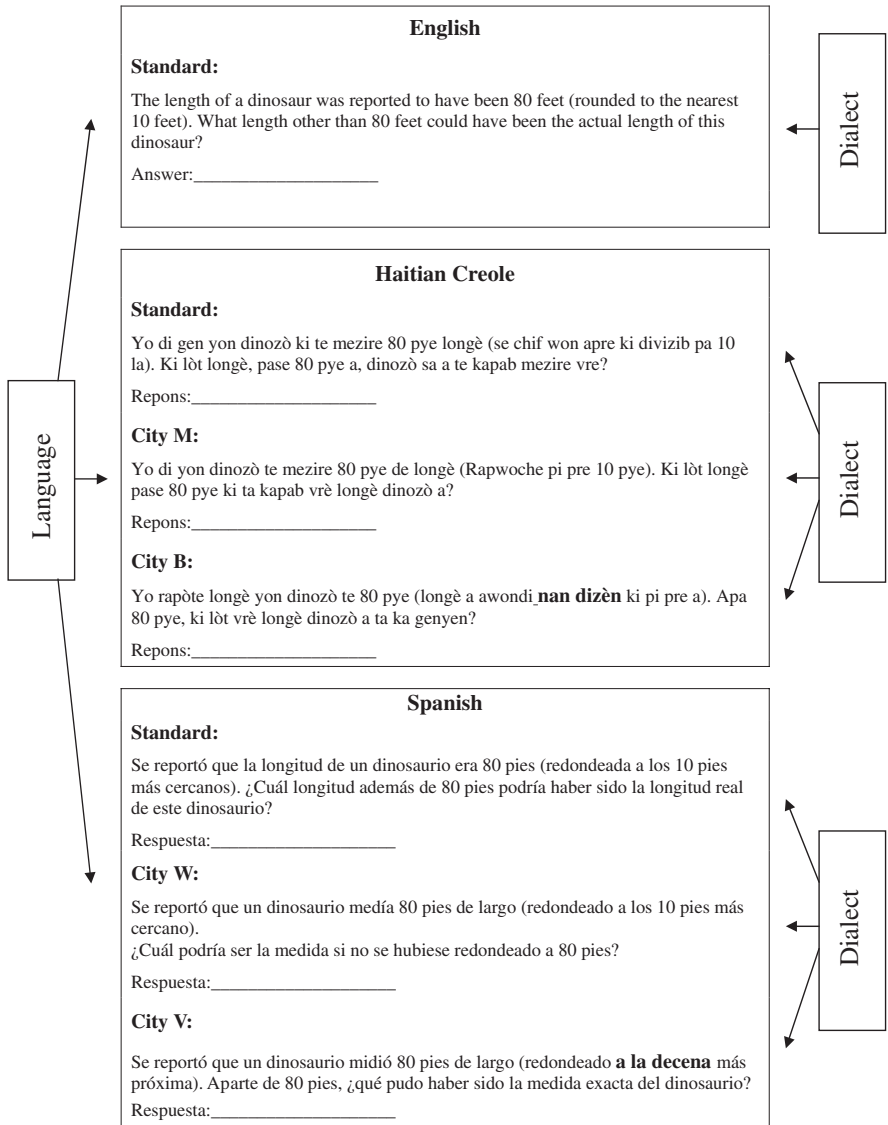 English
Standard:
The length of a dinosaur was reported to have been 80 feet (rounded to the nearest
10 feet). What length other than 80 feet could have been the actual length of this
dinosaur?
Answer:____________________
Dialect
Haitian Creole
Standard:
Yo di gen yon dinozò ki te mezire 80 pye longè (se chif won apre ki divizib pa 10
la). Ki lòt longè, pase 80 pye a, dinozò sa a te kapab mezire vre?
Repons:____________________
City M:
Yo di yon dinozò te mezire 80 pye de longè (Rapwoche pi pre 10 pye). Ki lòt longè
pase 80 pye ki ta kapab vrè longè dinozò a?
Repons:____________________
City B:
Yo rapòte longè yon dinozò te 80 pye (longè a awondi nan dizèn ki pi pre a). Apa
80 pye, ki lòt vrè longè dinozò a ta ka genyen?
Repons:____________________
Language
Dialect
Spanish
Standard:
Se reportó que la longitud de un dinosaurio era 80 pies (redondeada a los 10 pies
más cercanos). ¿Cuál longitud además de 80 pies podría haber sido la longitud real
de este dinosaurio?
Respuesta:____________________
City W:
Se reportó que un dinosaurio medía 80 pies de largo (redondeado a los 10 pies más
cercano).
¿Cuál podría ser la medida si no se hubiese redondeado a 80 pies?
Respuesta:____________________
City V:
Se reportó que un dinosaurio midió 80 pies de largo (redondeado a la decena más
próxima). Aparte de 80 pies, ¿qué pudo haber sido la medida exacta del dinosaurio?
Respuesta:____________________
Dialect